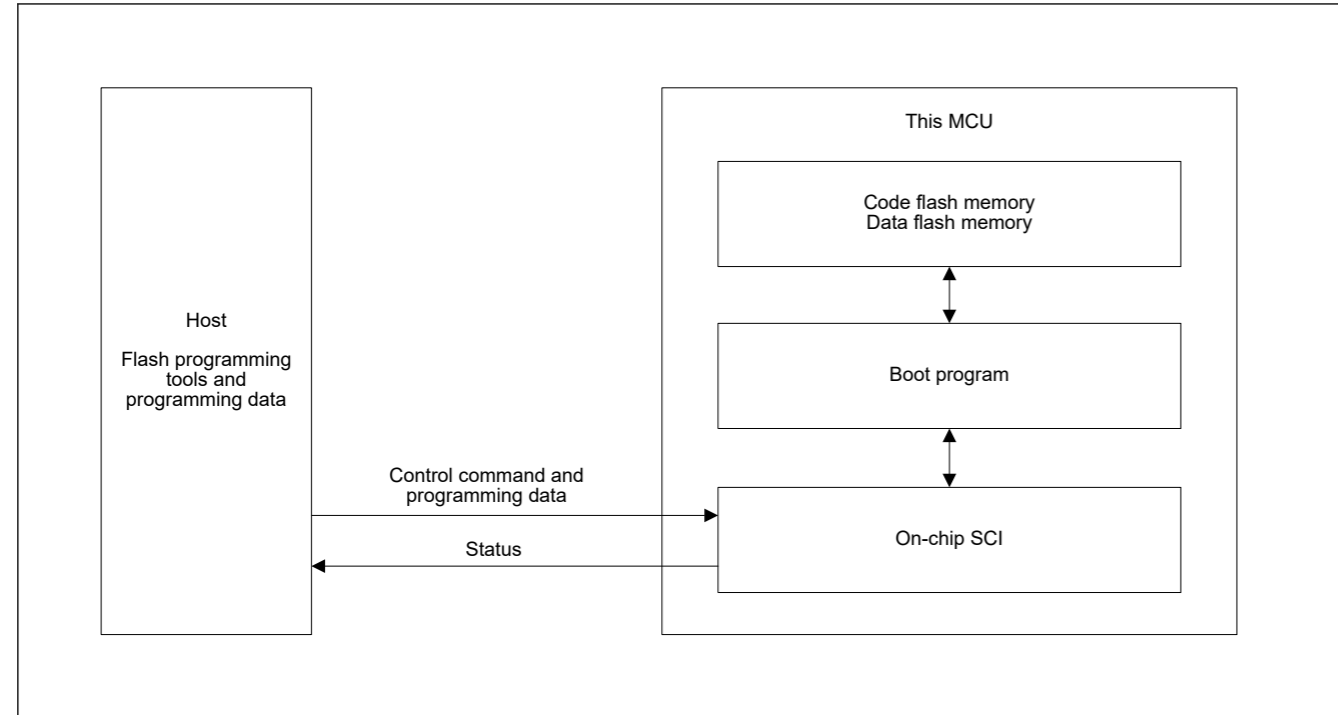 This MCU
Code flash memory
Data flash memory
Host
Flash programming
tools and
programming data
Boot program
Control command and
programming data
On-chip SCI
Status